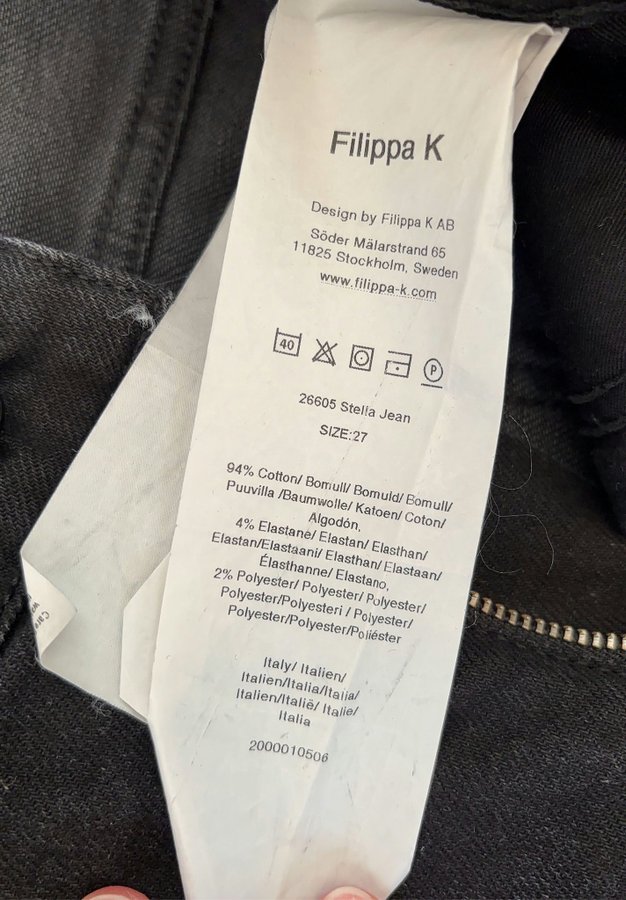 Filippa K
Design by Filippa K AB
Söder Mälarstrand 65
11825 Stockholm, Sweden
www.filippa-k.com
40 P
26605 Stella Jean
SIZE:27
94% Cotton/ Bomull/ Bomuld/ Bomull/
Puuvilla /Baumwolle/ Katoen/ Coton/
Algodón,
4% Elastane/ Elastan/ Elasthan/
Elastan/Elastaani/ Elasthan/ Elastaan/
Élasthanne/ Elastano,
2% Polyester/ Polyester/ Polyester/
Polyester/Polyesteri / Polyester/
Polyester/Polyester/Poliéster
Italy/ Italien/
Italien/Italia/Italia/
Italien/Italië/ Italie/
Italia
2000010506